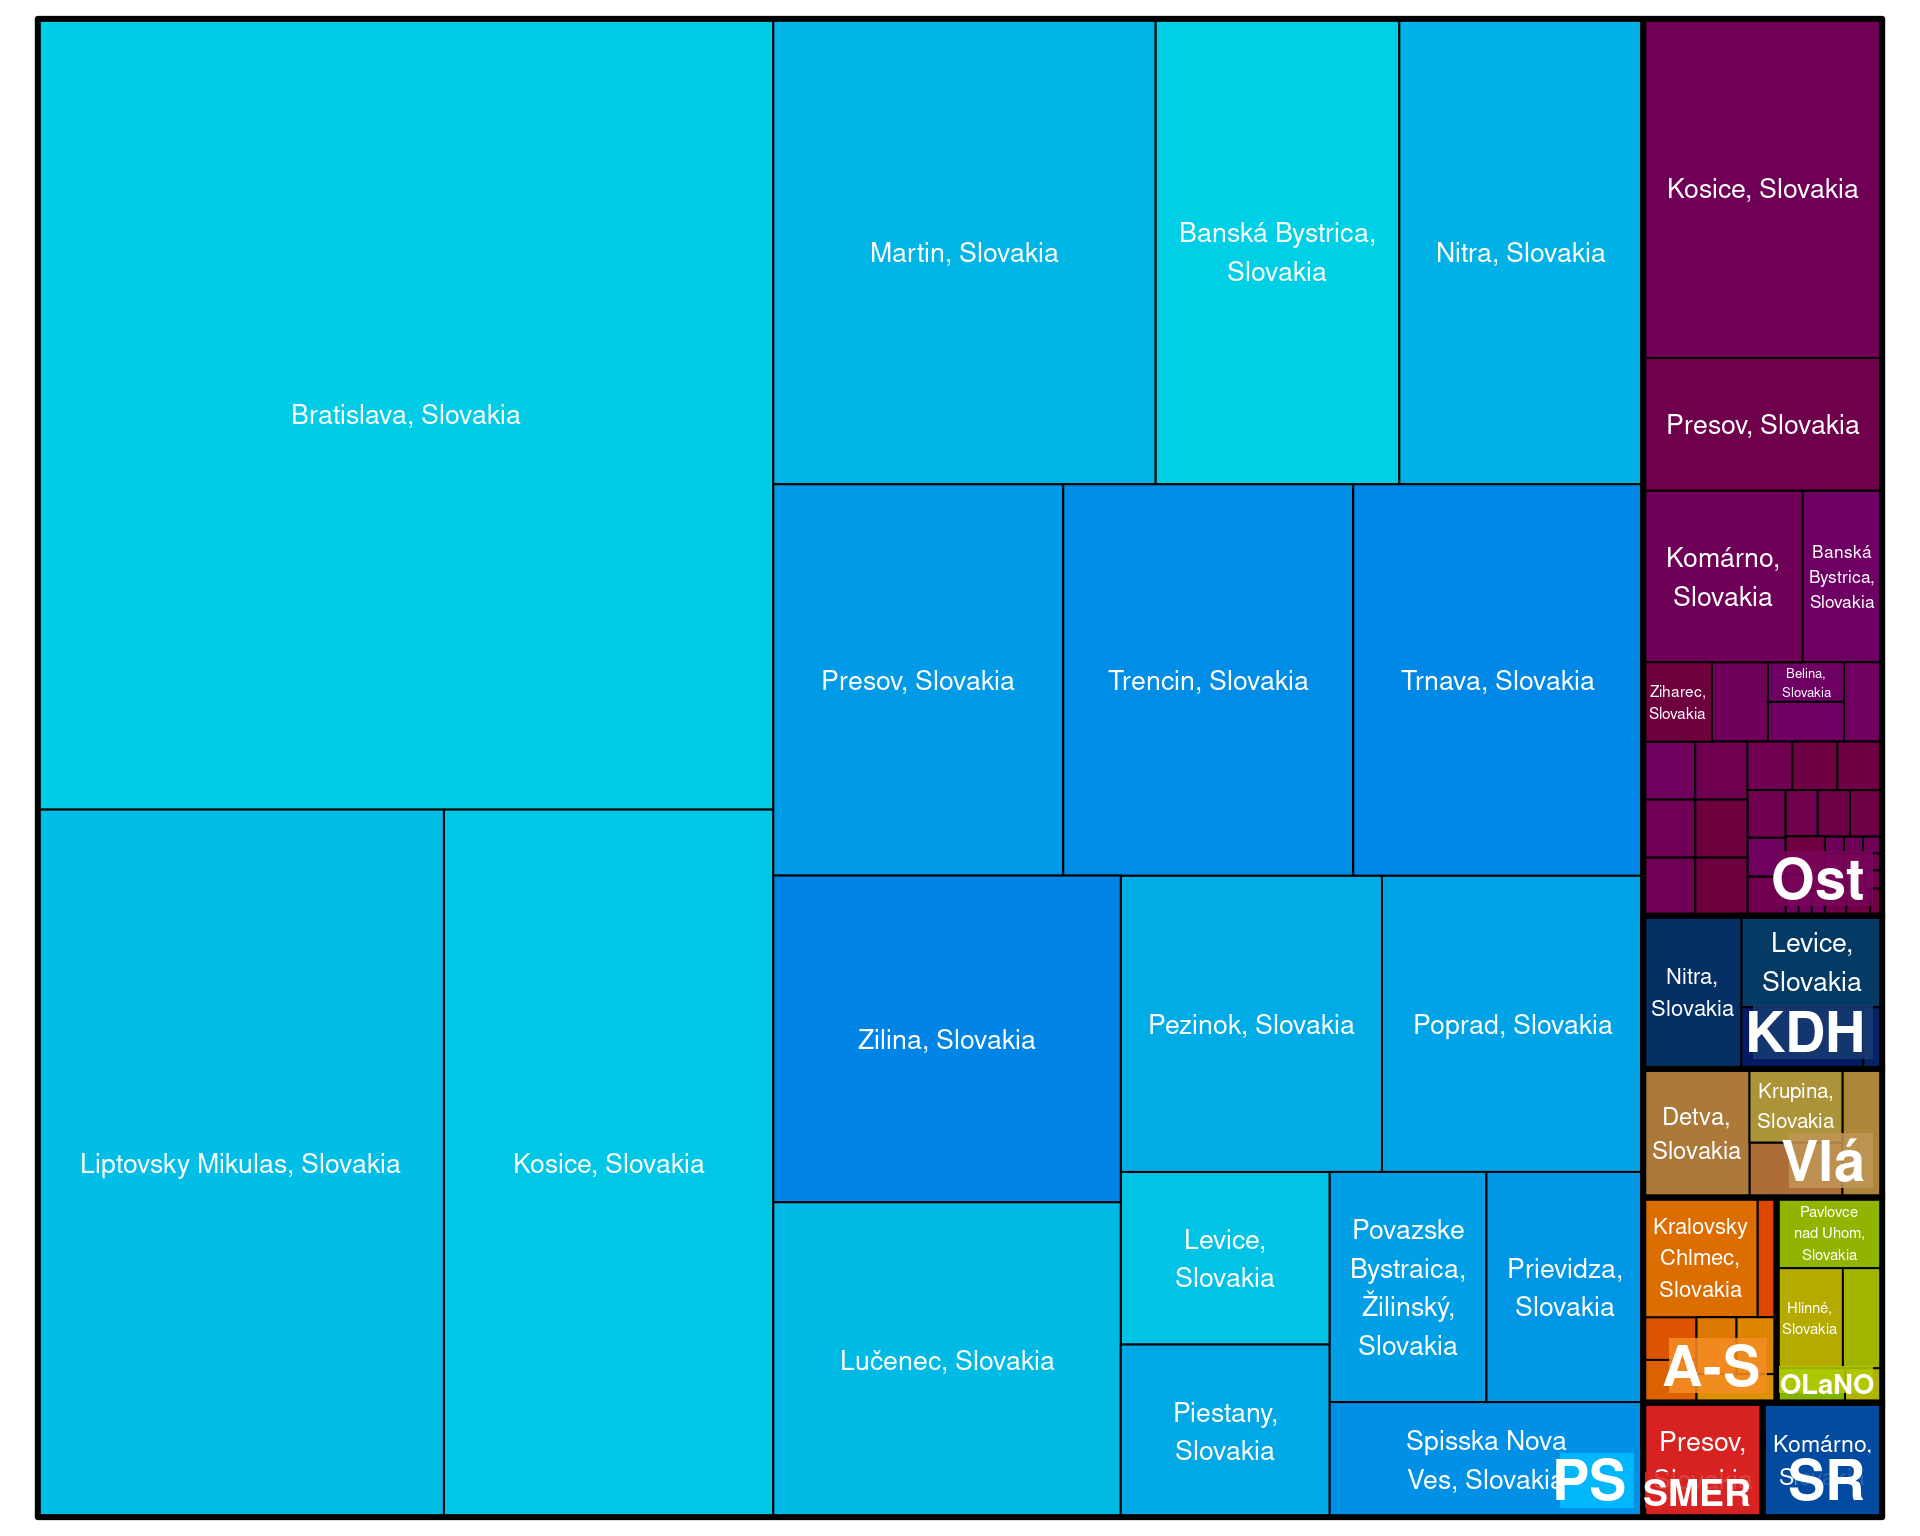 Bratislava, Slovakia
Liptovsky Mikulas, Slovakia
Kosice, Slovakia
Martin, Slovakia
Banská Bystrica,
Slovakia
Nitra, Slovakia
Presov, Slovakia
Trencin, Slovakia
Trnava, Slovakia
Zilina, Slovakia
Lučenec, Slovakia
Pezinok, Slovakia
Poprad, Slovakia
Levice,
Slovakia
Piestany,
Slovakia
Povazske
Bystraica,
Žilinský,
Slovakia
Prievidza,
Slovakia
Spisska Nova
Ves, Slovakia
PS
Kosice, Slovakia
Presov, Slovakia
Komárno,
Slovakia
Banská
Bystrica,
Slovakia
Ziharec,
Slovakia
Belina,
Slovakia
Ost
Nitra,
Slovakia
Levice,
Slovakia
KDH
Detva,
Slovakia
Krupina,
Slovakia
Vlá
Kralovsky
Chlmec,
Slovakia
A-S
Pavlovce
nad Uhom,
Slovakia
Hlinné,
Slovakia
OLaNO
Presov,
Slovakia
SMER
Komárno,
SR